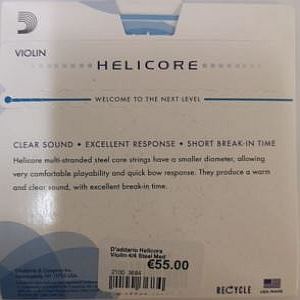 VIOLIN
HELICORE
WELCOME TO THE NEXT LEVEL
CLEAR SOUND • EXCELLENT RESPONSE • SHORT BREAK-IN TIME
Helicore multi-stranded steel core strings have a smaller diameter, allowing
very comfortable playability and quick bow response. They produce a warm
and clear sound, with excellent break-in time.
D'addario Helicore
Violin 4/4 Steel Med
€55.00
RECYCLE